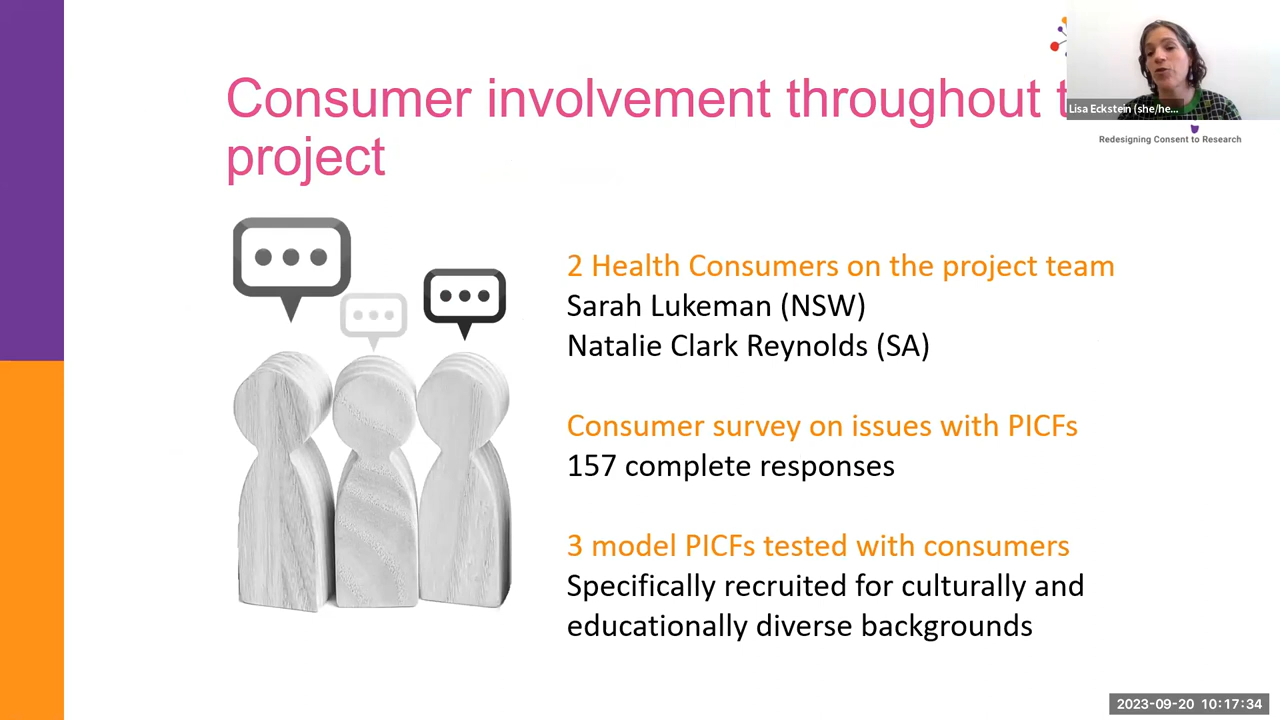 Consumer involvement throughout t
project
Lisa Eckstein (she/he...
Redesigning Consent to Research
2 Health Consumers on the project team
Sarah Lukeman (NSW)
Natalie Clark Reynolds (SA)
Consumer survey on issues with PICFs
157 complete responses
3 model PICFs tested with consumers
Specifically recruited for culturally and
educationally diverse backgrounds
2023-09-20 10:17:34